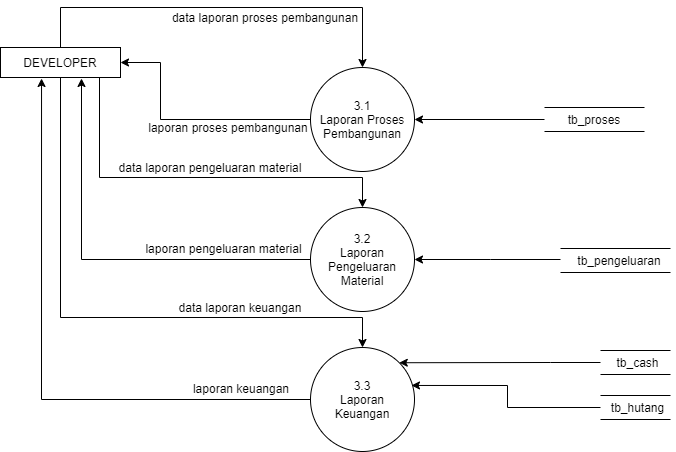 data laporan proses pembangunan
DEVELOPER
3.1
Laporan Proses
Pembangunan
tb_proses
laporan proses pembangunan
data laporan pengeluaran material
3.2
Laporan
Pengeluaran
Material
laporan pengeluaran material
tb_pengeluaran
data laporan keuangan
tb_cash
3.3
Laporan
Keuangan
laporan keuangan
tb_hutang